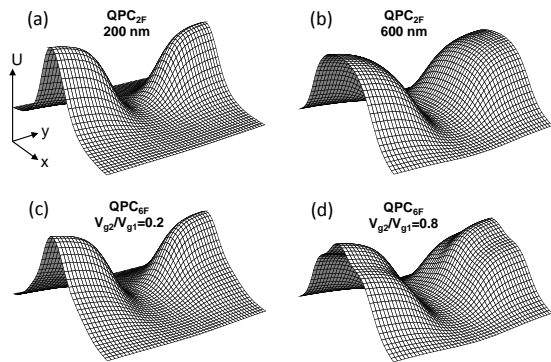 (a)
QPC2F
200 nm
U
y
x
(b)
QPC2F
600 nm
(c)
QPC6F
Vg2/Vg1=0.2
(d)
QPC6F
Vg2/Vg1=0.8